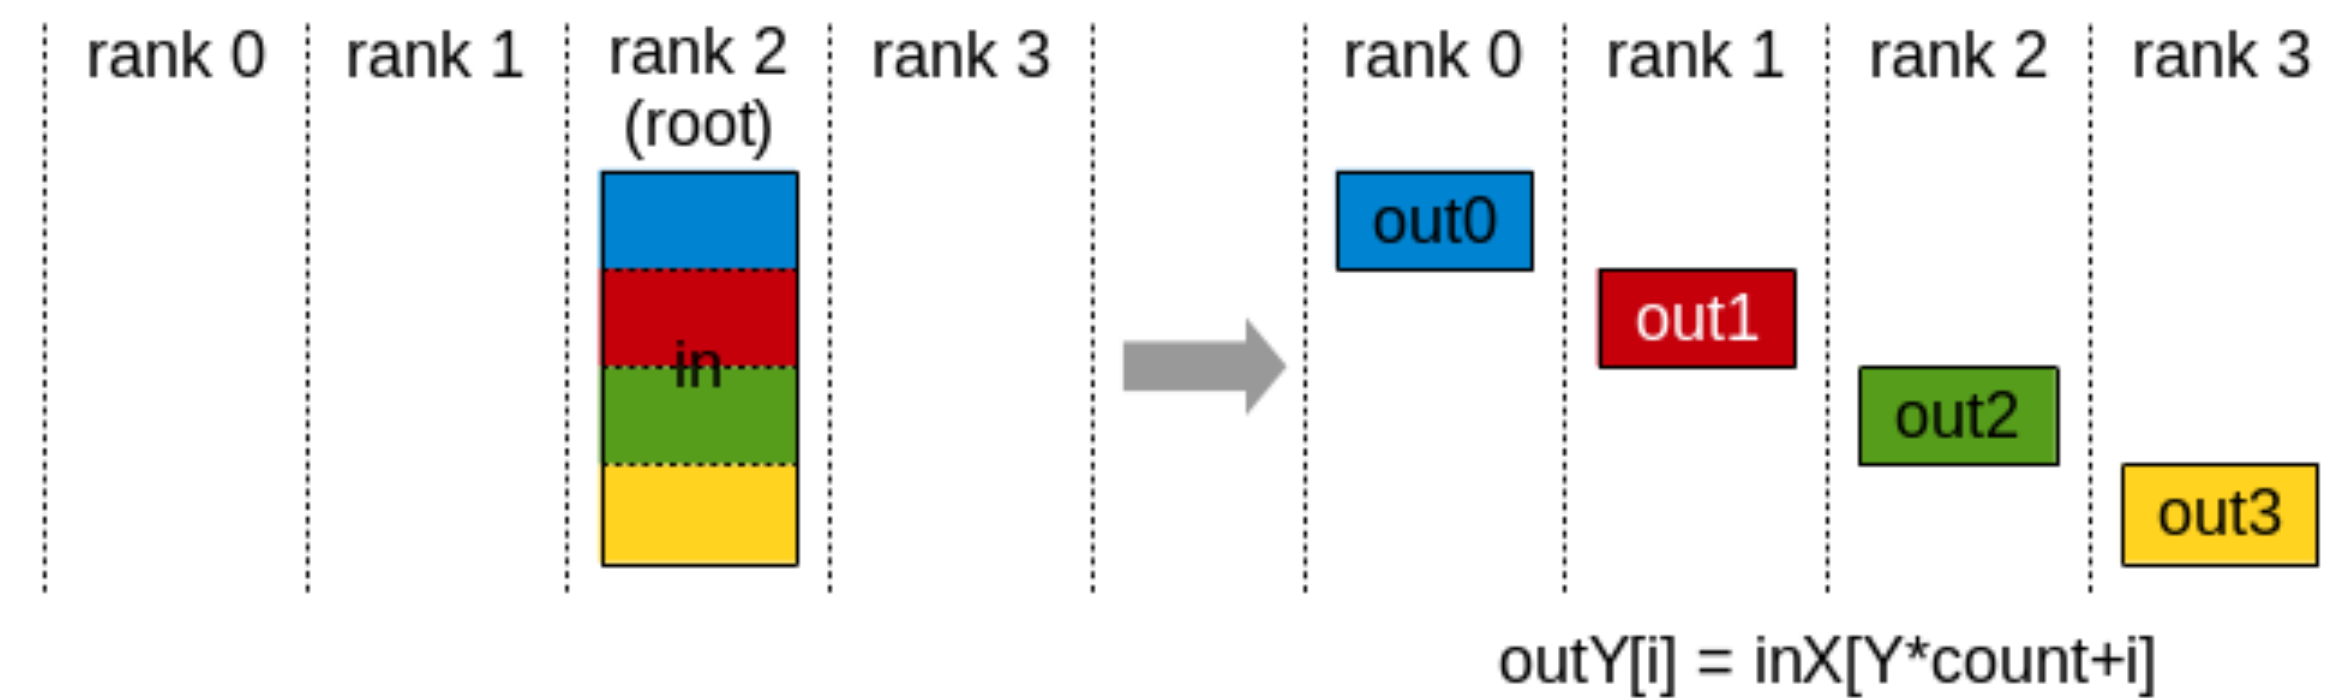 rank 0 rank 1 rank 2 rank 3 rank 0 rank 1 rank 2 rank 3
(root)
out0
out1
in
out2
out3
outY[i] = inX[Y*count+i]